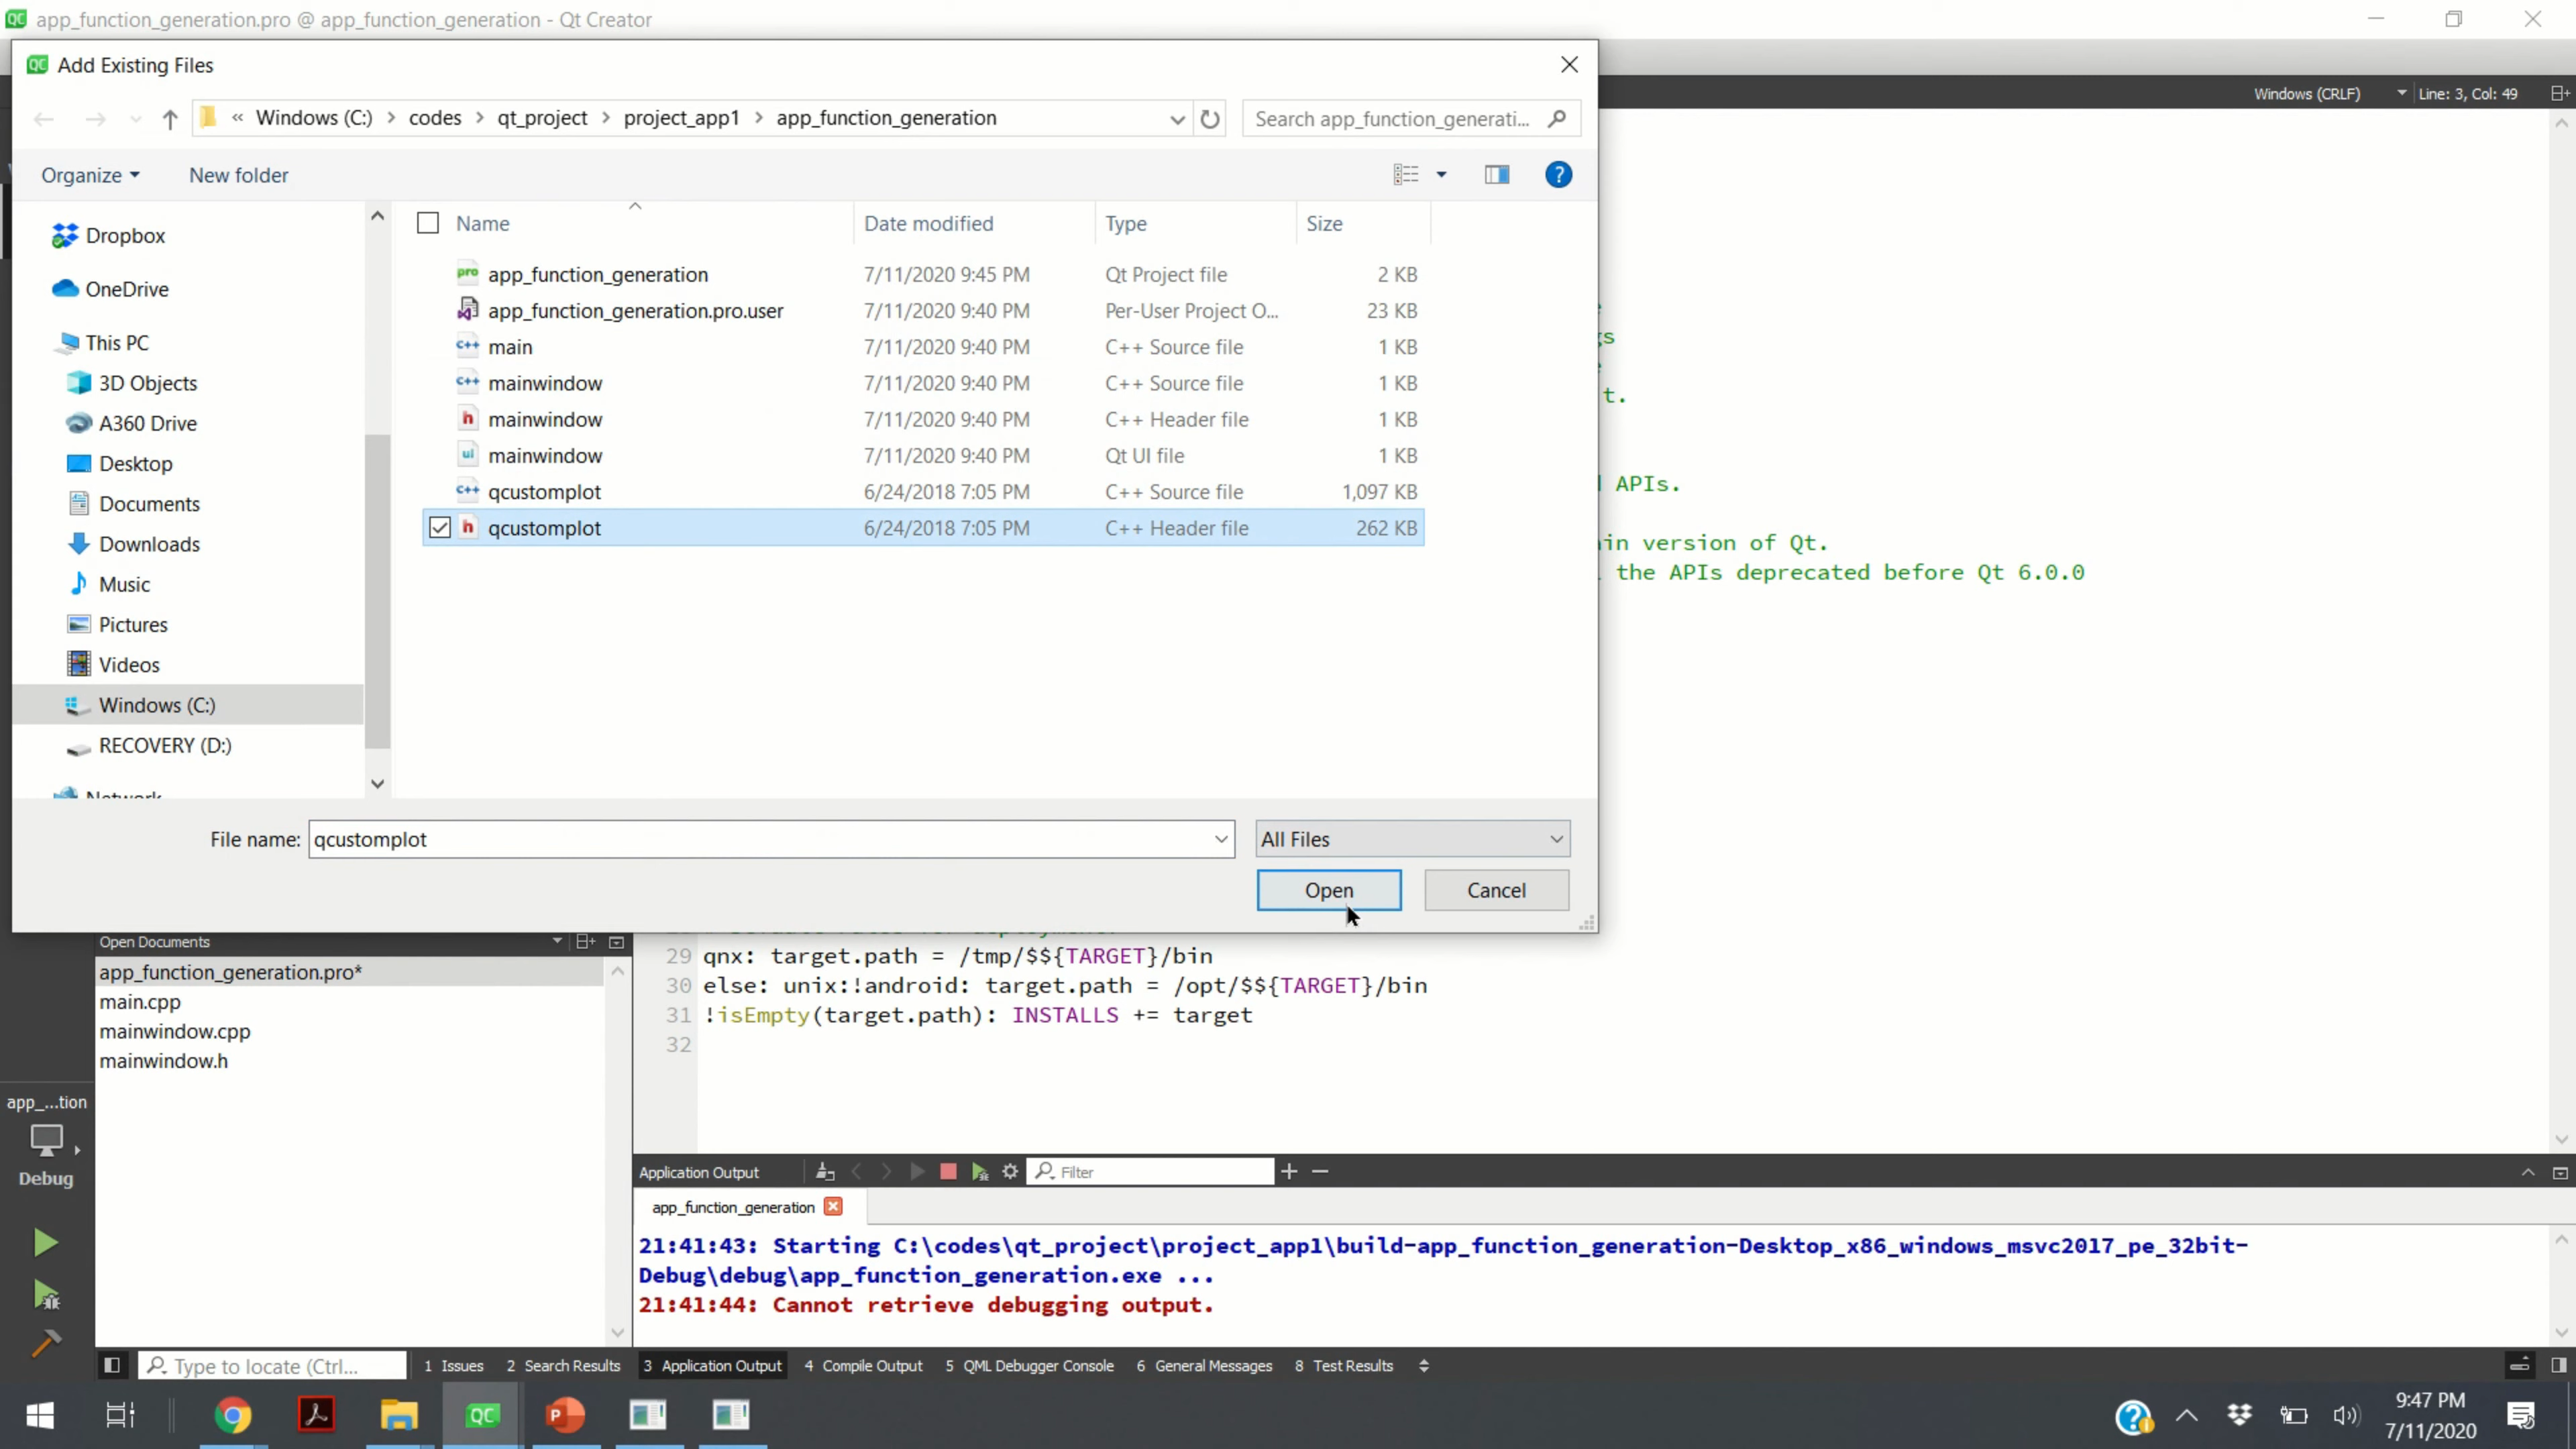 app_function_generation.pro @ app_function_generation - Qt Creator
Add Existing Files
« Windows (C:) > codes > qt_project > project_app1 > app_function_generation
Search app_function_generati...
Windows (CRLF)
Line: 3, Col: 49
Organize
New folder
Name Date modified Type Size
app_function_generation 7/11/2020 9:45 PM Qt Project file 2 KB
app_function_generation.pro.user 7/11/2020 9:40 PM Per-User Project O... 23 KB
main 7/11/2020 9:40 PM C++ Source file 1 KB
mainwindow 7/11/2020 9:40 PM C++ Source file 1 KB
mainwindow 7/11/2020 9:40 PM C++ Header file 1 KB
mainwindow 7/11/2020 9:40 PM Qt UI file 1 KB
qcustomplot 6/24/2018 7:05 PM C++ Source file 1,097 KB
qcustomplot 6/24/2018 7:05 PM C++ Header file 262 KB
Dropbox
OneDrive
This PC
3D Objects
A360 Drive
Desktop
Documents
Downloads
Music
Pictures
Videos
Windows (C:)
RECOVERY (D:)
Network
t.
APIs.
in version of Qt.
the APIs deprecated before Qt 6.0.0
File name: qcustomplot
All Files
Open
Cancel
Open Documents
app_function_generation.pro*
main.cpp
mainwindow.cpp
mainwindow.h
29 qnx: target.path = /tmp/$${TARGET}/bin
30 else: unix:!android: target.path = /opt/$${TARGET}/bin
31 !isEmpty(target.path): INSTALLS += target
32
app_...tion
Debug
Application Output
Filter
app_function_generation
21:41:43: Starting C:\codes\qt_project\project_app1\build-app_function_generation-Desktop_x86_windows_msvc2017_pe_32bit-
Debug\debug\app_function_generation.exe ...
21:41:44: Cannot retrieve debugging output.
Type to locate (Ctrl...
1 Issues 2 Search Results 3 Application Output 4 Compile Output 5 QML Debugger Console 6 General Messages 8 Test Results
9:47 PM
7/11/2020